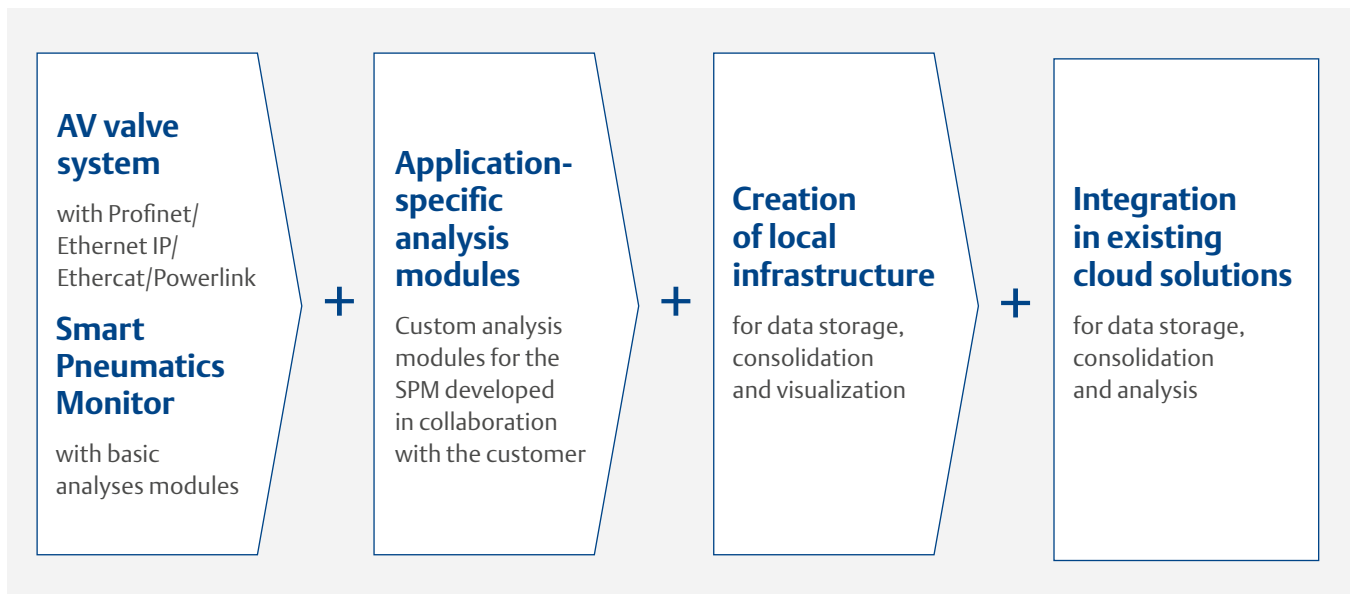 AV valve
system
with Profinet/
Ethernet IP/
Ethercat/Powerlink
Smart
Pneumatics
Monitor
with basic
analyses modules
+
Application-
specific
analysis
modules
Custom analysis
modules for the
SPM developed
in collaboration
with the customer
+
Creation
of local
infrastructure
for data storage,
consolidation
and visualization
+
Integration
in existing
cloud solutions
for data storage,
consolidation
and analysis